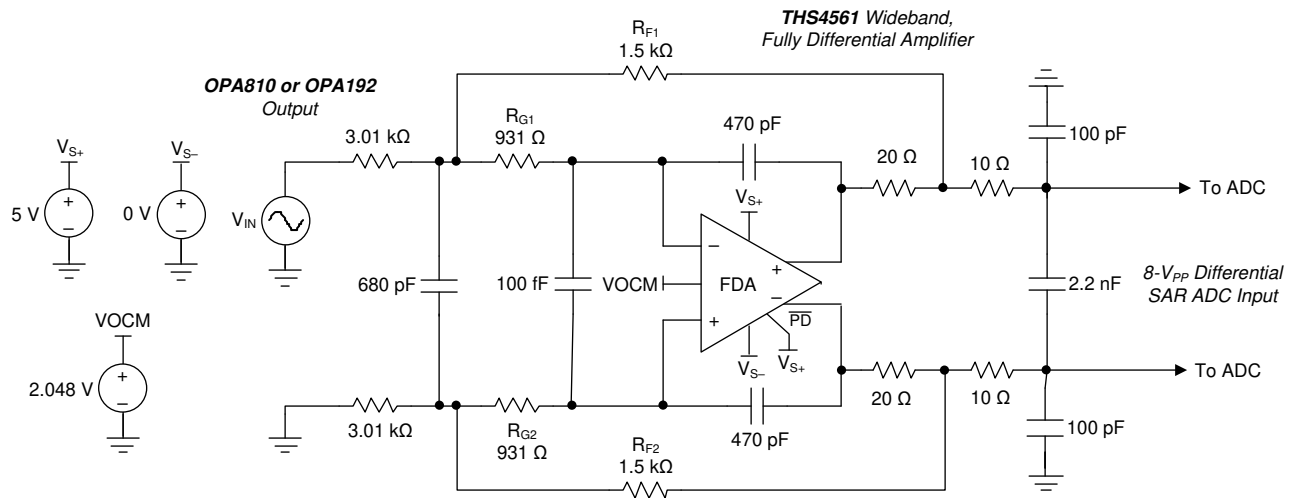 THS4561 Wideband,
Fully Differential Amplifier
RF1
1.5 kΩ
OPA810 or OPA192
Output
3.01 kΩ
RG1
931 Ω
470 pF
20 Ω
10 Ω
100 pF
VS+
VS–
5 V
0 V
VIN
VS+
To ADC
680 pF
100 fF
VOCM
FDA
PD
VS–
VS+
2.2 nF
8-VPP Differential
SAR ADC Input
VOCM
2.048 V
To ADC
3.01 kΩ
RG2
931 Ω
470 pF
20 Ω
10 Ω
100 pF
RF2
1.5 kΩ